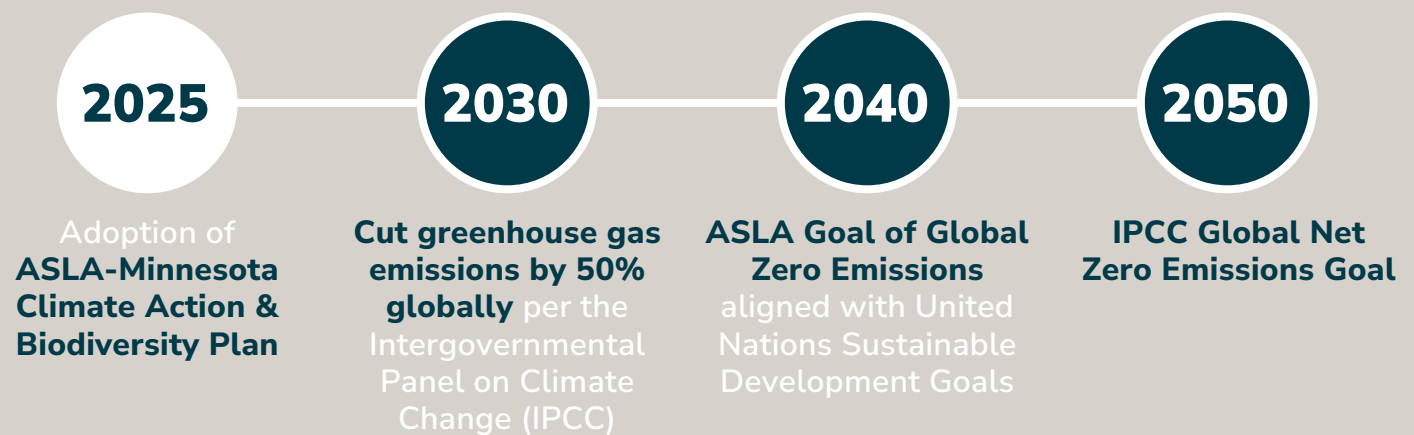 2025
2030
2040
2050
Adoption of
ASLA-Minnesota
Climate Action &
Biodiversity Plan
Cut greenhouse gas
emissions by 50%
globally per the
Intergovernmental
Panel on Climate
Change (IPCC)
ASLA Goal of Global
Zero Emissions
aligned with United
Nations Sustainable
Development Goals
IPCC Global Net
Zero Emissions Goal